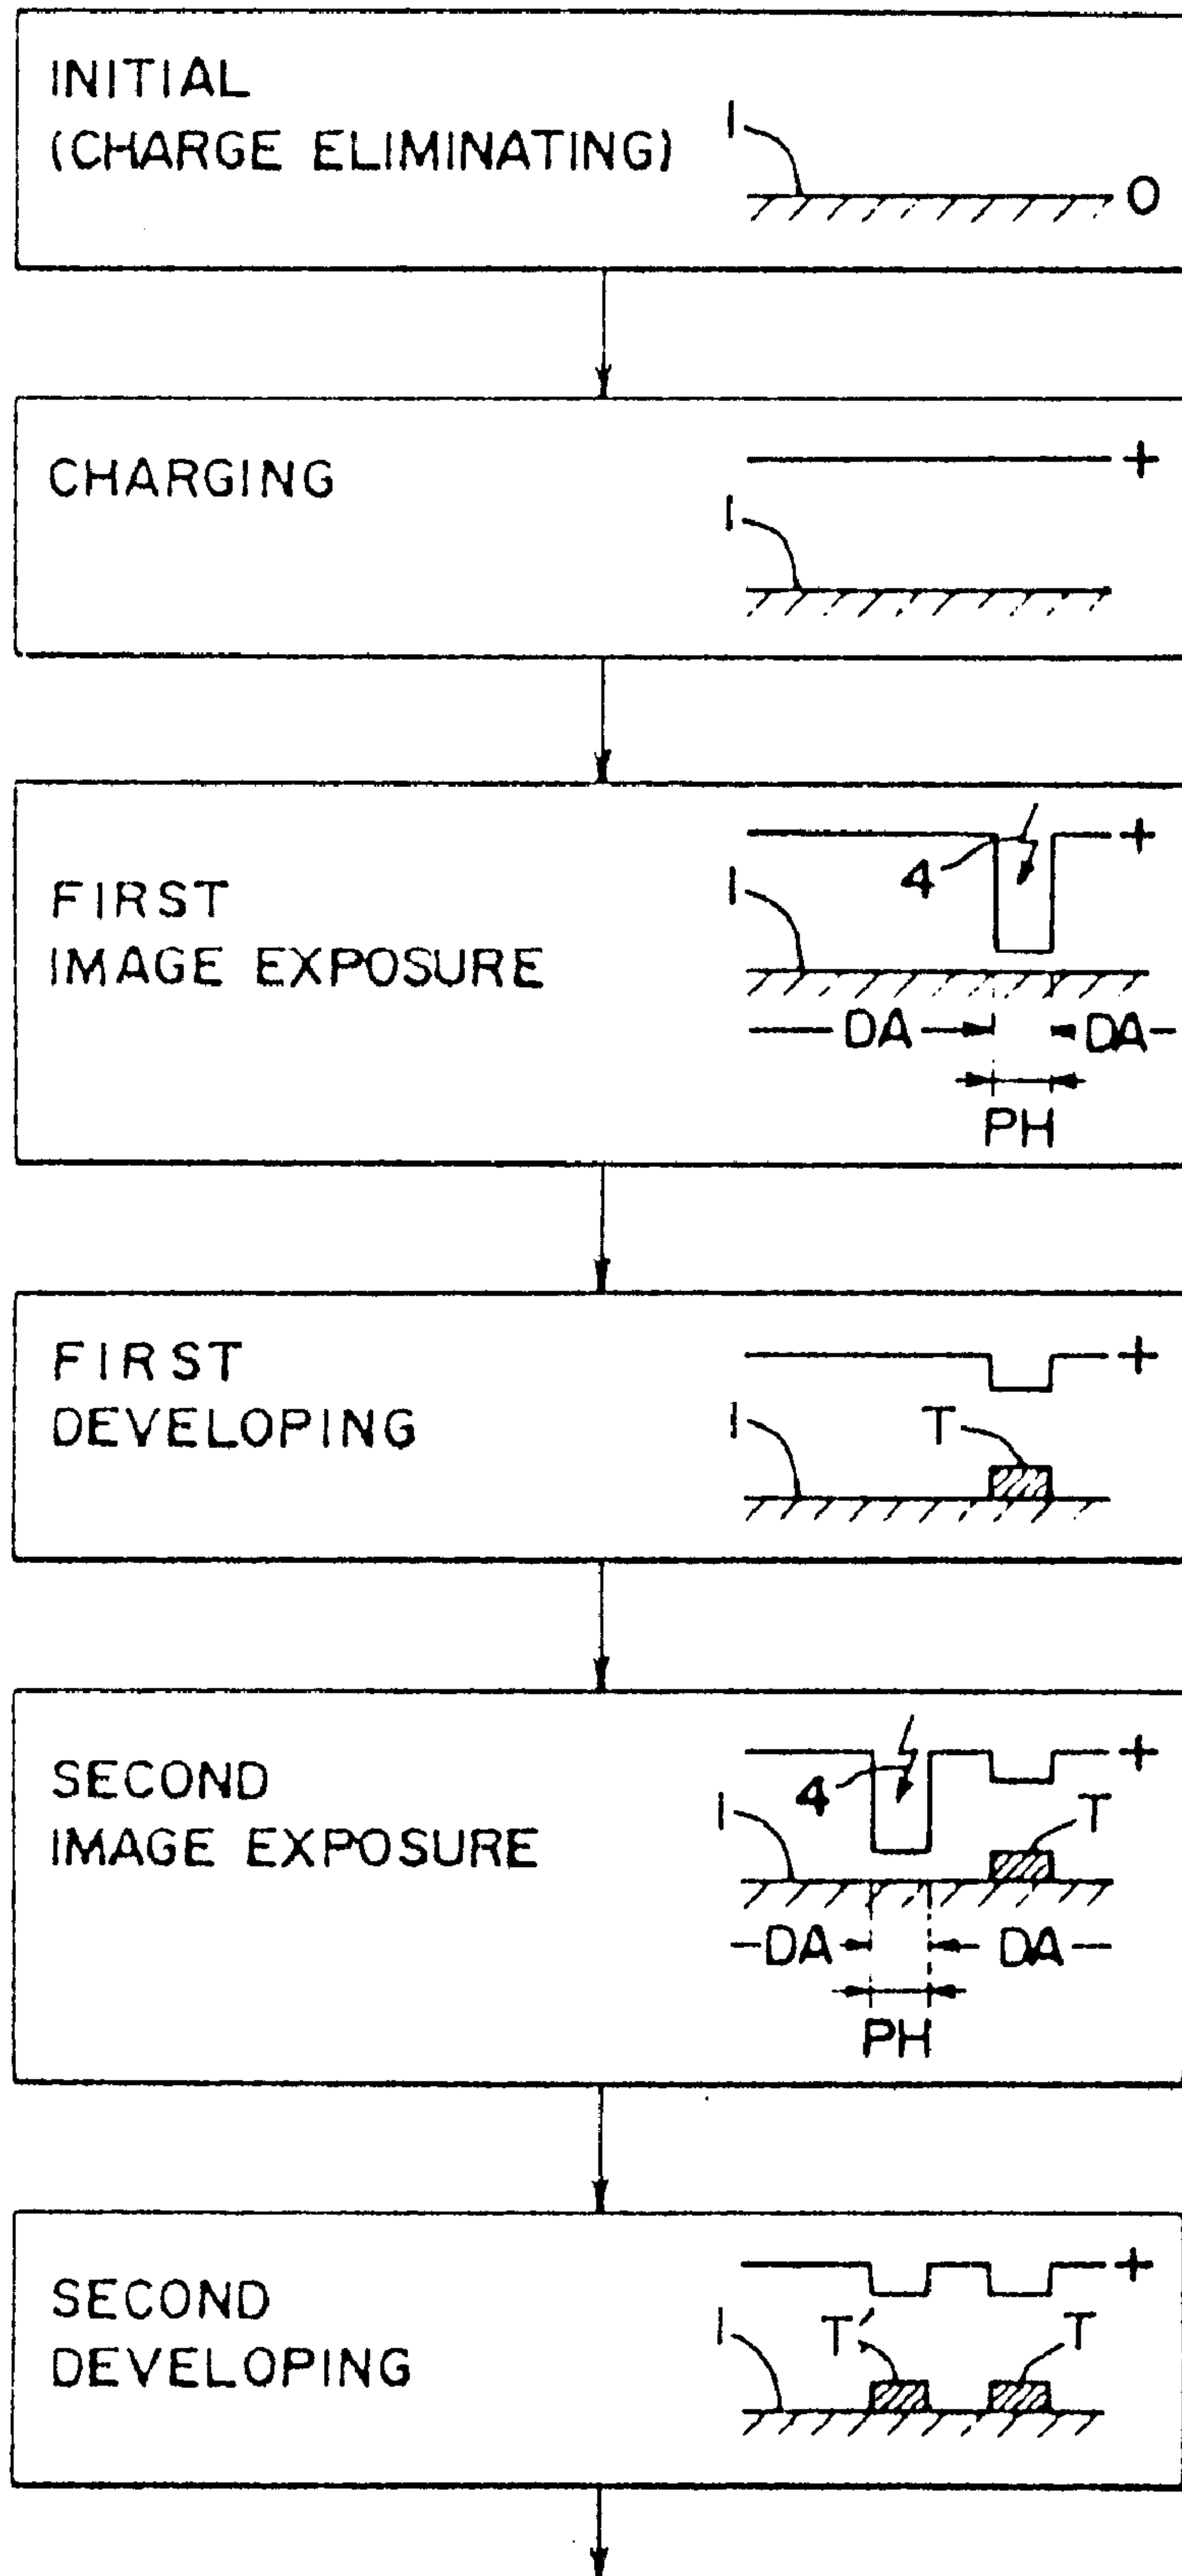 INITIAL
(CHARGE ELIMINATING)
1
0
CHARGING
+
1
FIRST
IMAGE EXPOSURE
+
4
1
DA
DA
PH
FIRST
DEVELOPING
+
1
T
SECOND
IMAGE EXPOSURE
+
4
1
T
DA
DA
PH
SECOND
DEVELOPING
+
1
T′
T